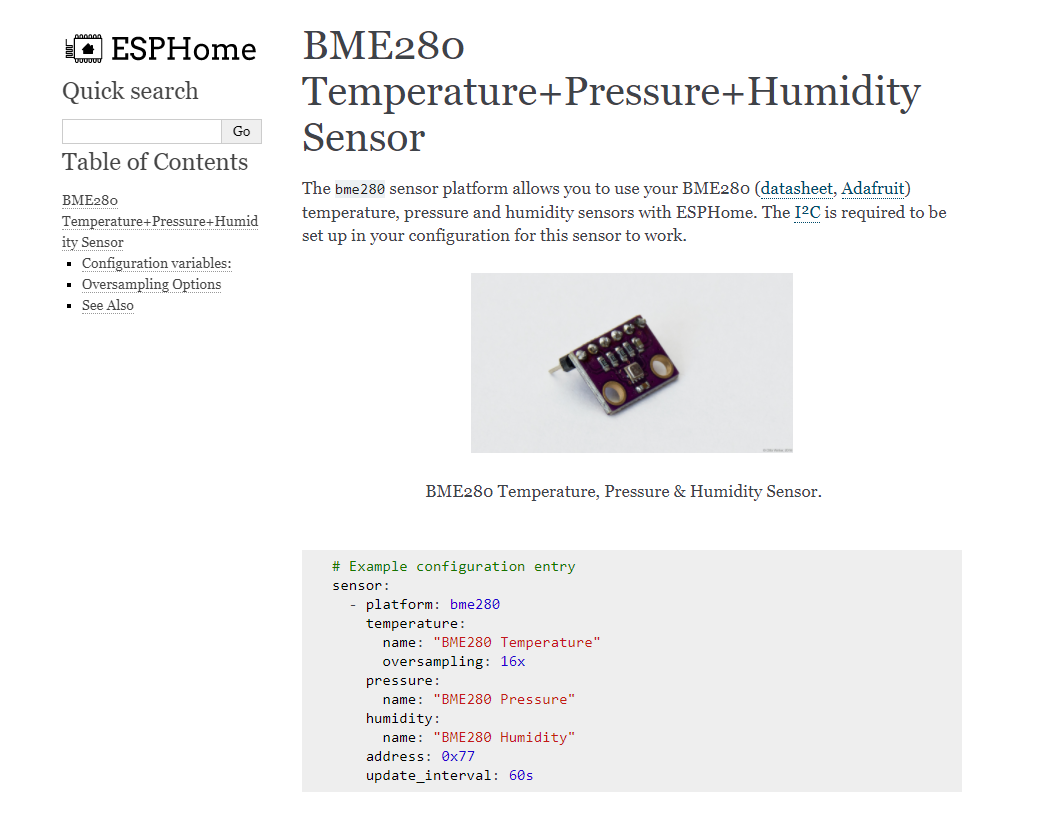 ESPHome
Quick search
Go
Table of Contents
BME280
Temperature+Pressure+Humid
ity Sensor
Configuration variables:
Oversampling Options
See Also
BME280
Temperature+Pressure+Humidity
Sensor
The bme280 sensor platform allows you to use your BME280 (datasheet, Adafruit)
temperature, pressure and humidity sensors with ESPHome. The I²C is required to be
set up in your configuration for this sensor to work.
BME280 Temperature, Pressure & Humidity Sensor.
# Example configuration entry
sensor:
  - platform: bme280
    temperature:
      name: "BME280 Temperature"
      oversampling: 16x
    pressure:
      name: "BME280 Pressure"
    humidity:
      name: "BME280 Humidity"
    address: 0x77
    update_interval: 60s